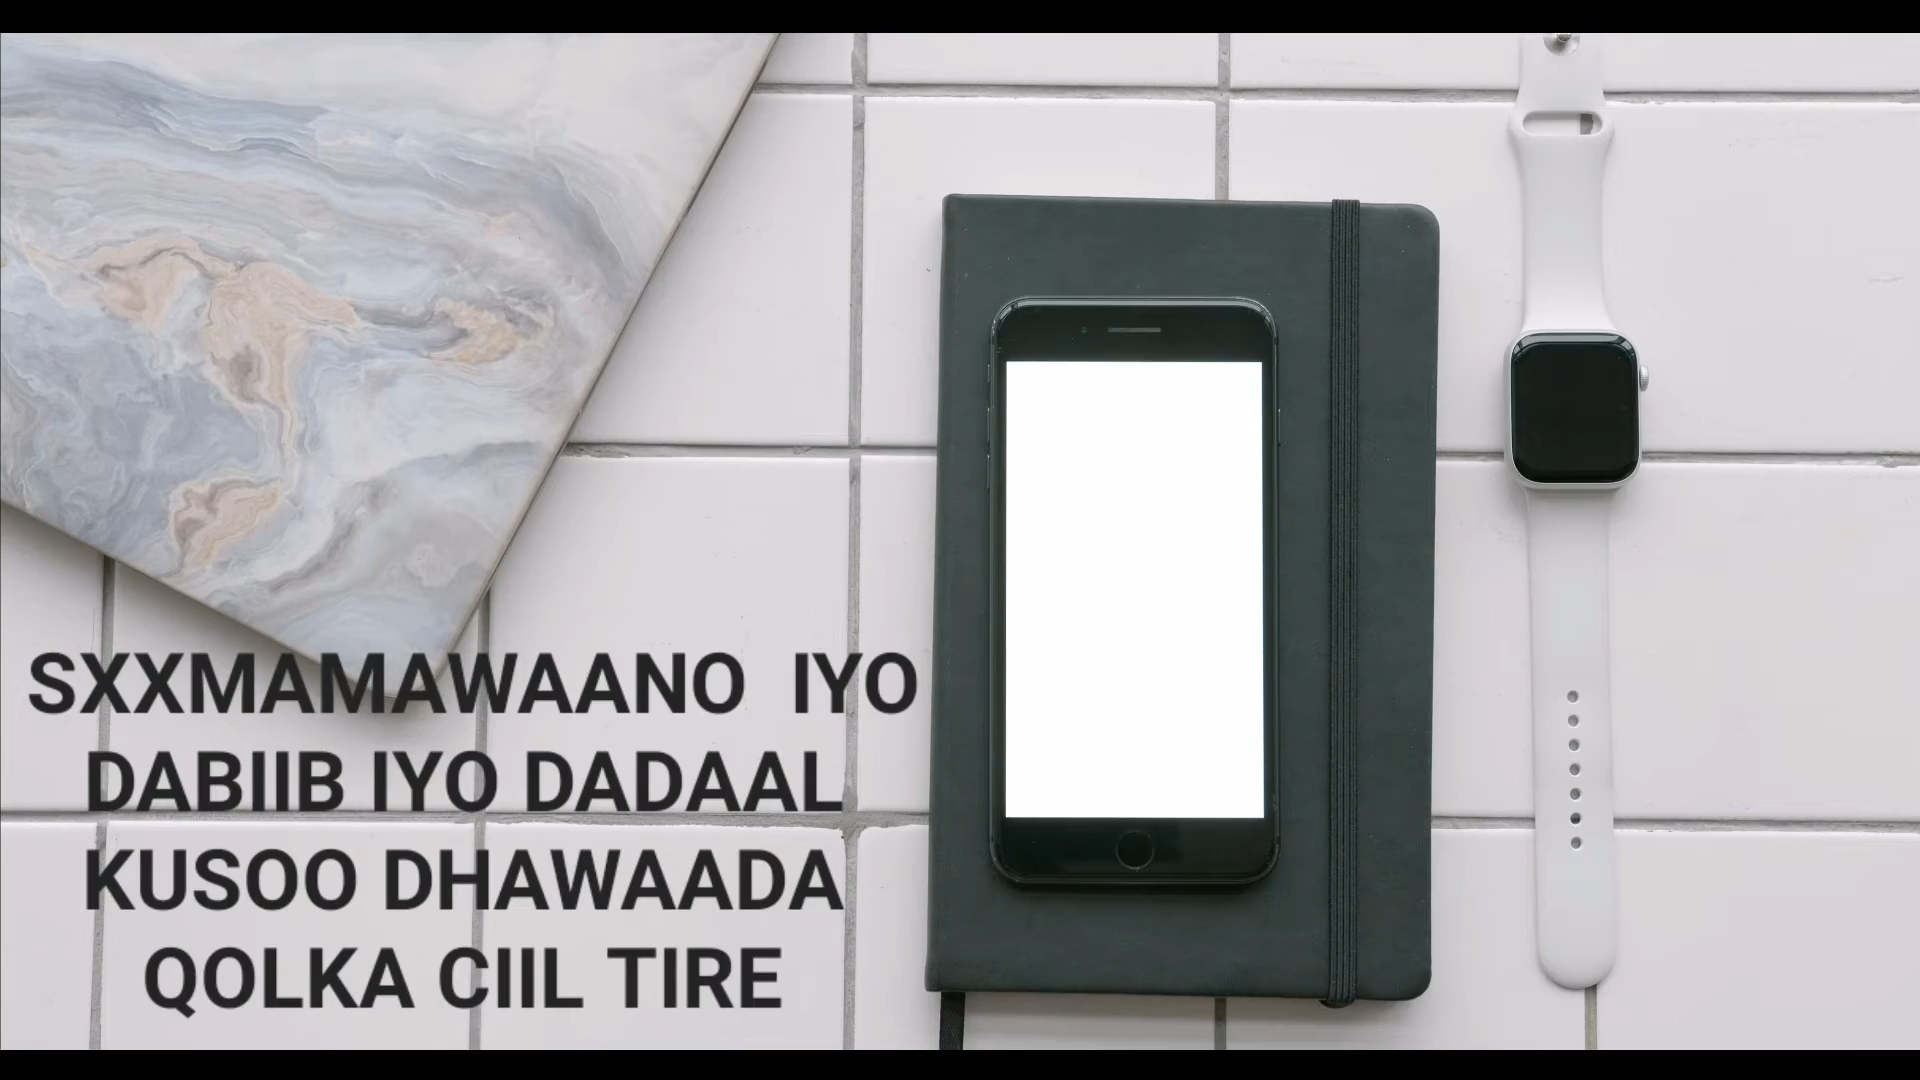 SXXMAMAWAANO IYO
DABIIB IYO DADAAL
KUSOO DHAWAADA
QOLKA CIIL TIRE